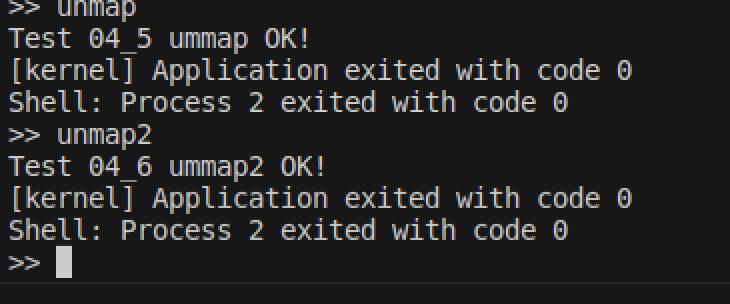 >> unmap
Test 04_5 ummap OK!
[kernel] Application exited with code 0
Shell: Process 2 exited with code 0
>> unmap2
Test 04_6 ummap2 OK!
[kernel] Application exited with code 0
Shell: Process 2 exited with code 0
>>